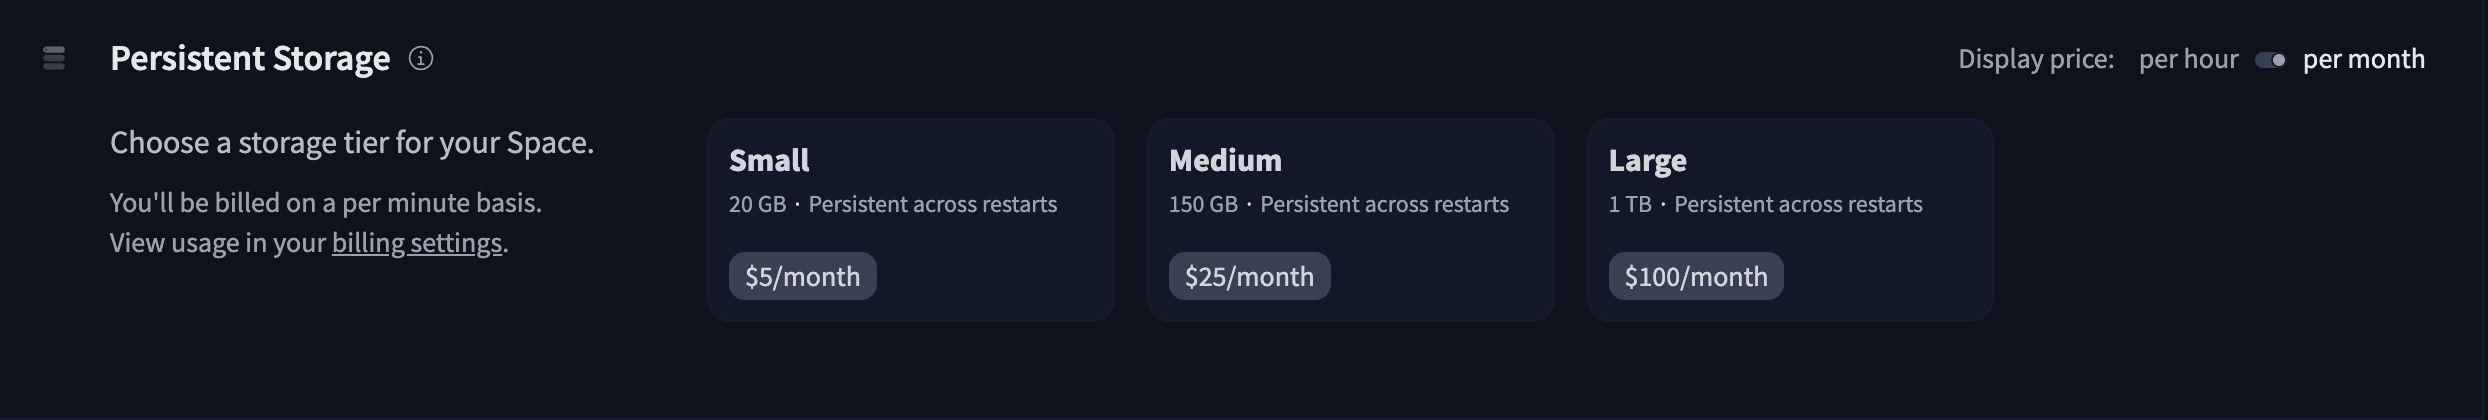 Persistent Storage
Display price: per hour per month
Choose a storage tier for your Space.
You'll be billed on a per minute basis.
View usage in your billing settings.
Small
20 GB · Persistent across restarts
$5/month
Medium
150 GB · Persistent across restarts
$25/month
Large
1 TB · Persistent across restarts
$100/month